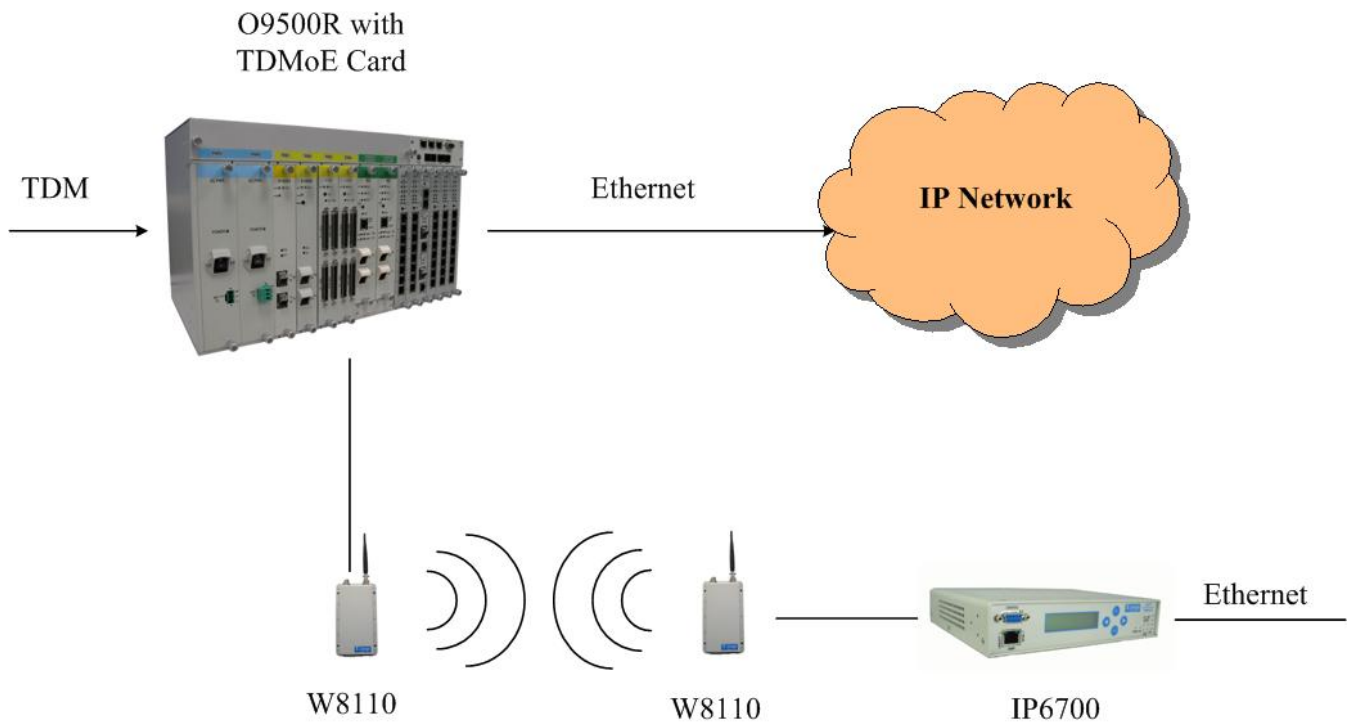 O9500R with
TDMoE Card
TDM
Ethernet
IP Network
Ethernet
W8110
W8110
IP6700